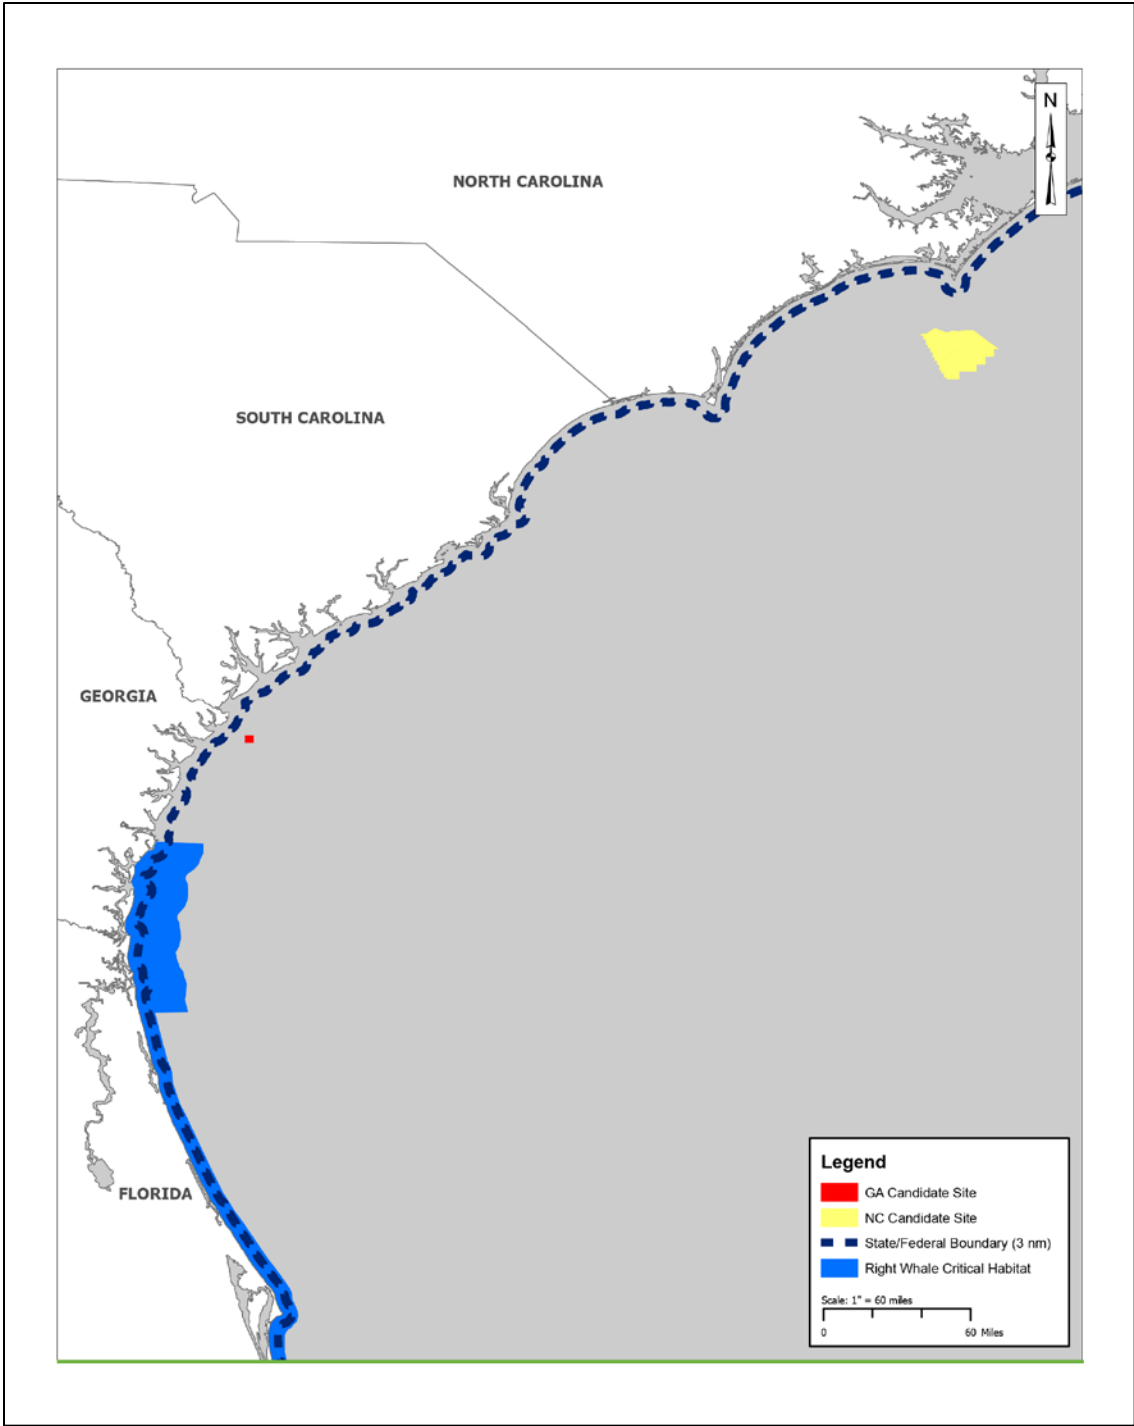 N
NORTH CAROLINA
SOUTH CAROLINA
GEORGIA
FLORIDA
Legend
GA Candidate Site
NC Candidate Site
State/Federal Boundary (3 nm)
Right Whale Critical Habitat
Scale: 1" = 60 miles
0 60 Miles